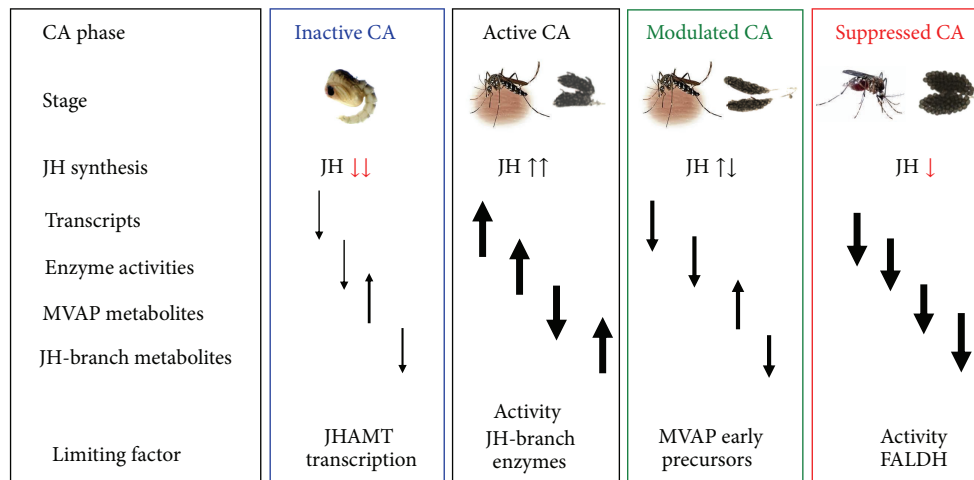 CA phase
Inactive CA
Active CA
Modulated CA
Suppressed CA
Stage
JH synthesis
JH ↓↓
JH ↑↑
JH ↑↓
JH ↓
Transcripts
Enzyme activities
MVAP metabolites
JH-branch metabolites
Limiting factor
JHAMT
transcription
Activity
JH-branch
enzymes
MVAP early
precursors
Activity
FALDH